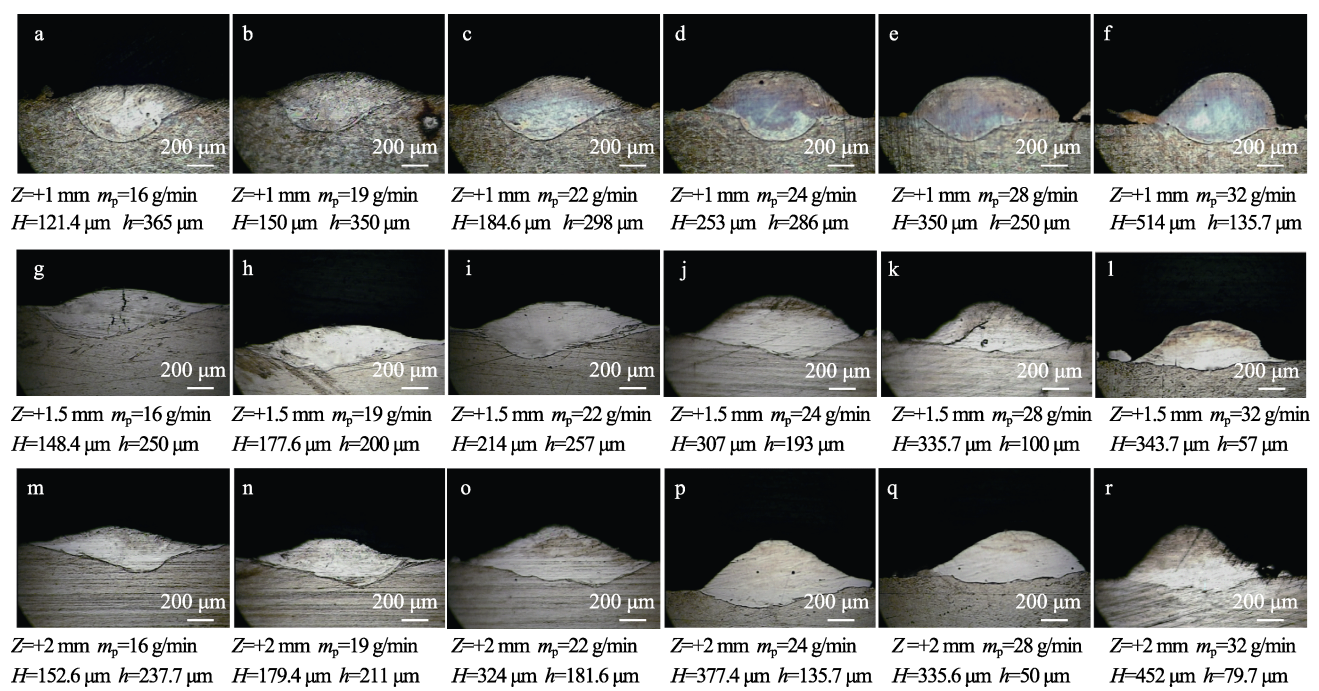 a b c d e f
200 μm 200 μm 200 μm 200 μm 200 μm 200 μm
Z=+1 mm mp=16 g/min Z=+1 mm mp=19 g/min Z=+1 mm mp=22 g/min Z=+1 mm mp=24 g/min Z=+1 mm mp=28 g/min Z=+1 mm mp=32 g/min
H=121.4 μm h=365 μm H=150 μm h=350 μm H=184.6 μm h=298 μm H=253 μm h=286 μm H=350 μm h=250 μm H=514 μm h=135.7 μm
g h i j k l
200 μm 200 μm 200 μm 200 μm 200 μm 200 μm
Z=+1.5 mm mp=16 g/min Z=+1.5 mm mp=19 g/min Z=+1.5 mm mp=22 g/min Z=+1.5 mm mp=24 g/min Z=+1.5 mm mp=28 g/min Z=+1.5 mm mp=32 g/min
H=148.4 μm h=250 μm H=177.6 μm h=200 μm H=214 μm h=257 μm H=307 μm h=193 μm H=335.7 μm h=100 μm H=343.7 μm h=57 μm
m n o p q r
200 μm 200 μm 200 μm 200 μm 200 μm 200 μm
Z=+2 mm mp=16 g/min Z=+2 mm mp=19 g/min Z=+2 mm mp=22 g/min Z=+2 mm mp=24 g/min Z=+2 mm mp=28 g/min Z=+2 mm mp=32 g/min
H=152.6 μm h=237.7 μm H=179.4 μm h=211 μm H=324 μm h=181.6 μm H=377.4 μm h=135.7 μm H=335.6 μm h=50 μm H=452 μm h=79.7 μm